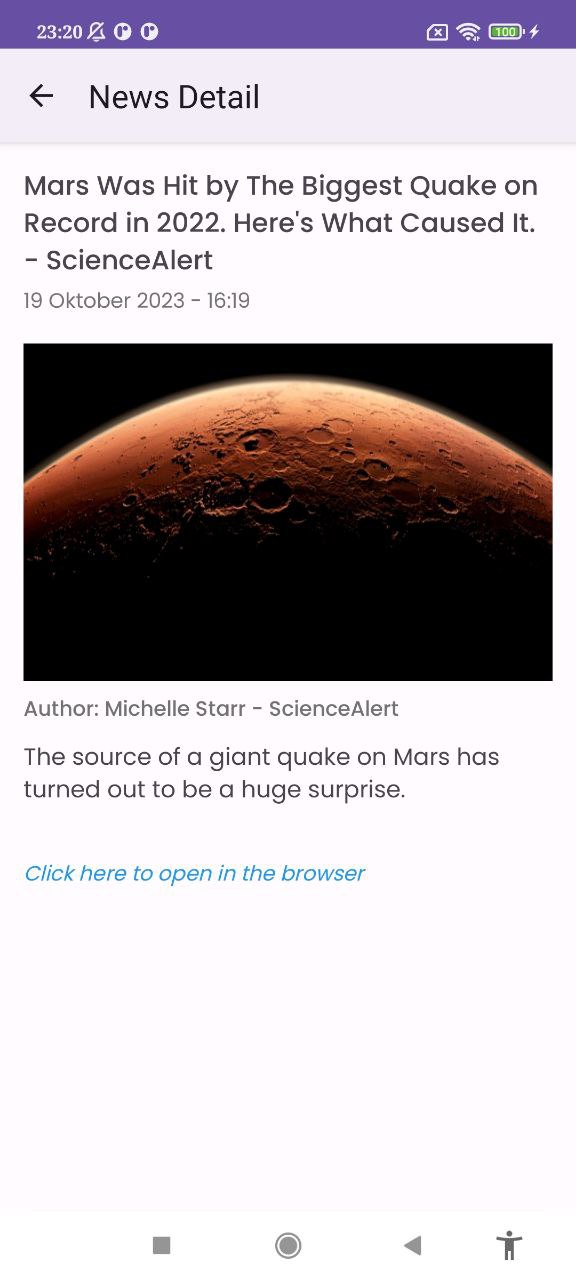 23:20
100
News Detail
Mars Was Hit by The Biggest Quake on
Record in 2022. Here's What Caused It.
- ScienceAlert
19 Oktober 2023 - 16:19
Author: Michelle Starr - ScienceAlert
The source of a giant quake on Mars has
turned out to be a huge surprise.
Click here to open in the browser